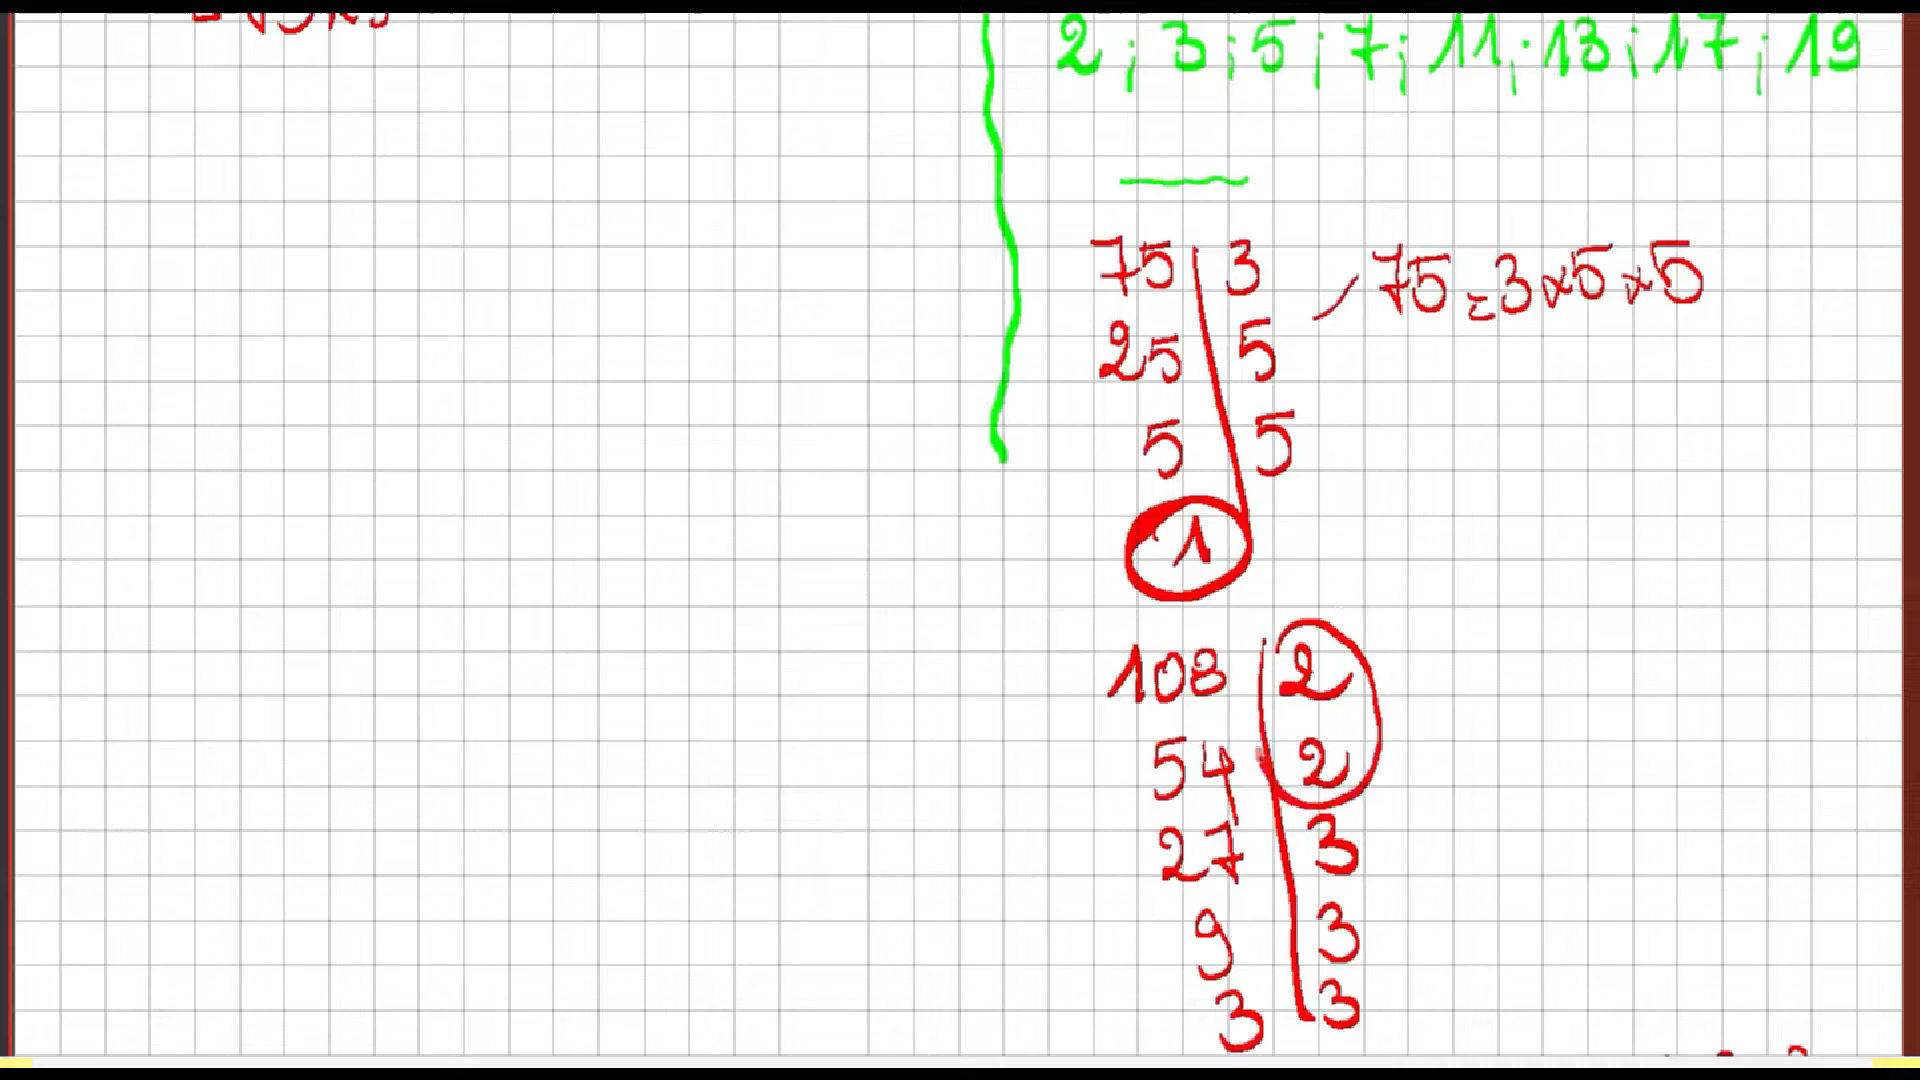 2 ; 3 ; 5 ; 7 ; 11 ; 13 ; 17 ; 19
75 | 3
75 = 3 x 5 x 5
25 | 5
5 | 5
1
108 | 2
54 | 2
27 | 3
9 | 3
3 | 3